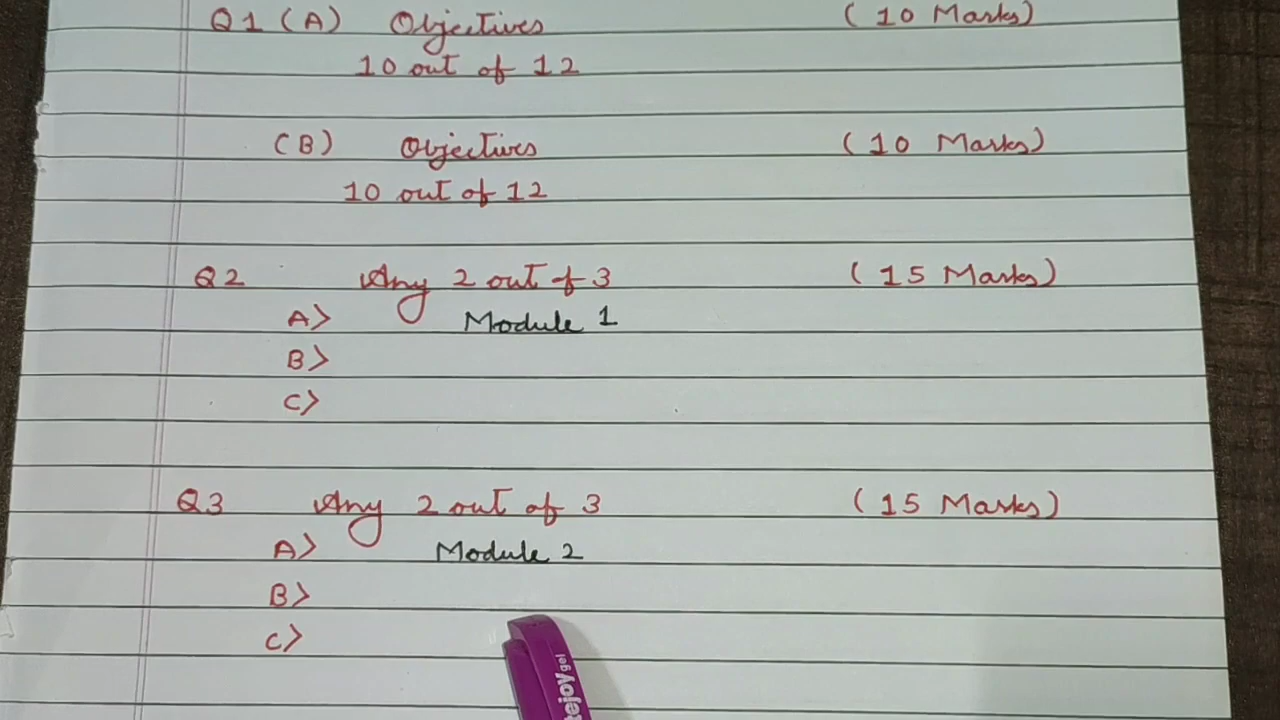 Q1 (A) Objectives (10 Marks)
10 out of 12
(B) Objectives (10 Marks)
10 out of 12
Q2 Any 2 out of 3 (15 Marks)
A> Module 1
B>
C>
Q3 Any 2 out of 3 (15 Marks)
A> Module 2
B>
C>
tejoy gel